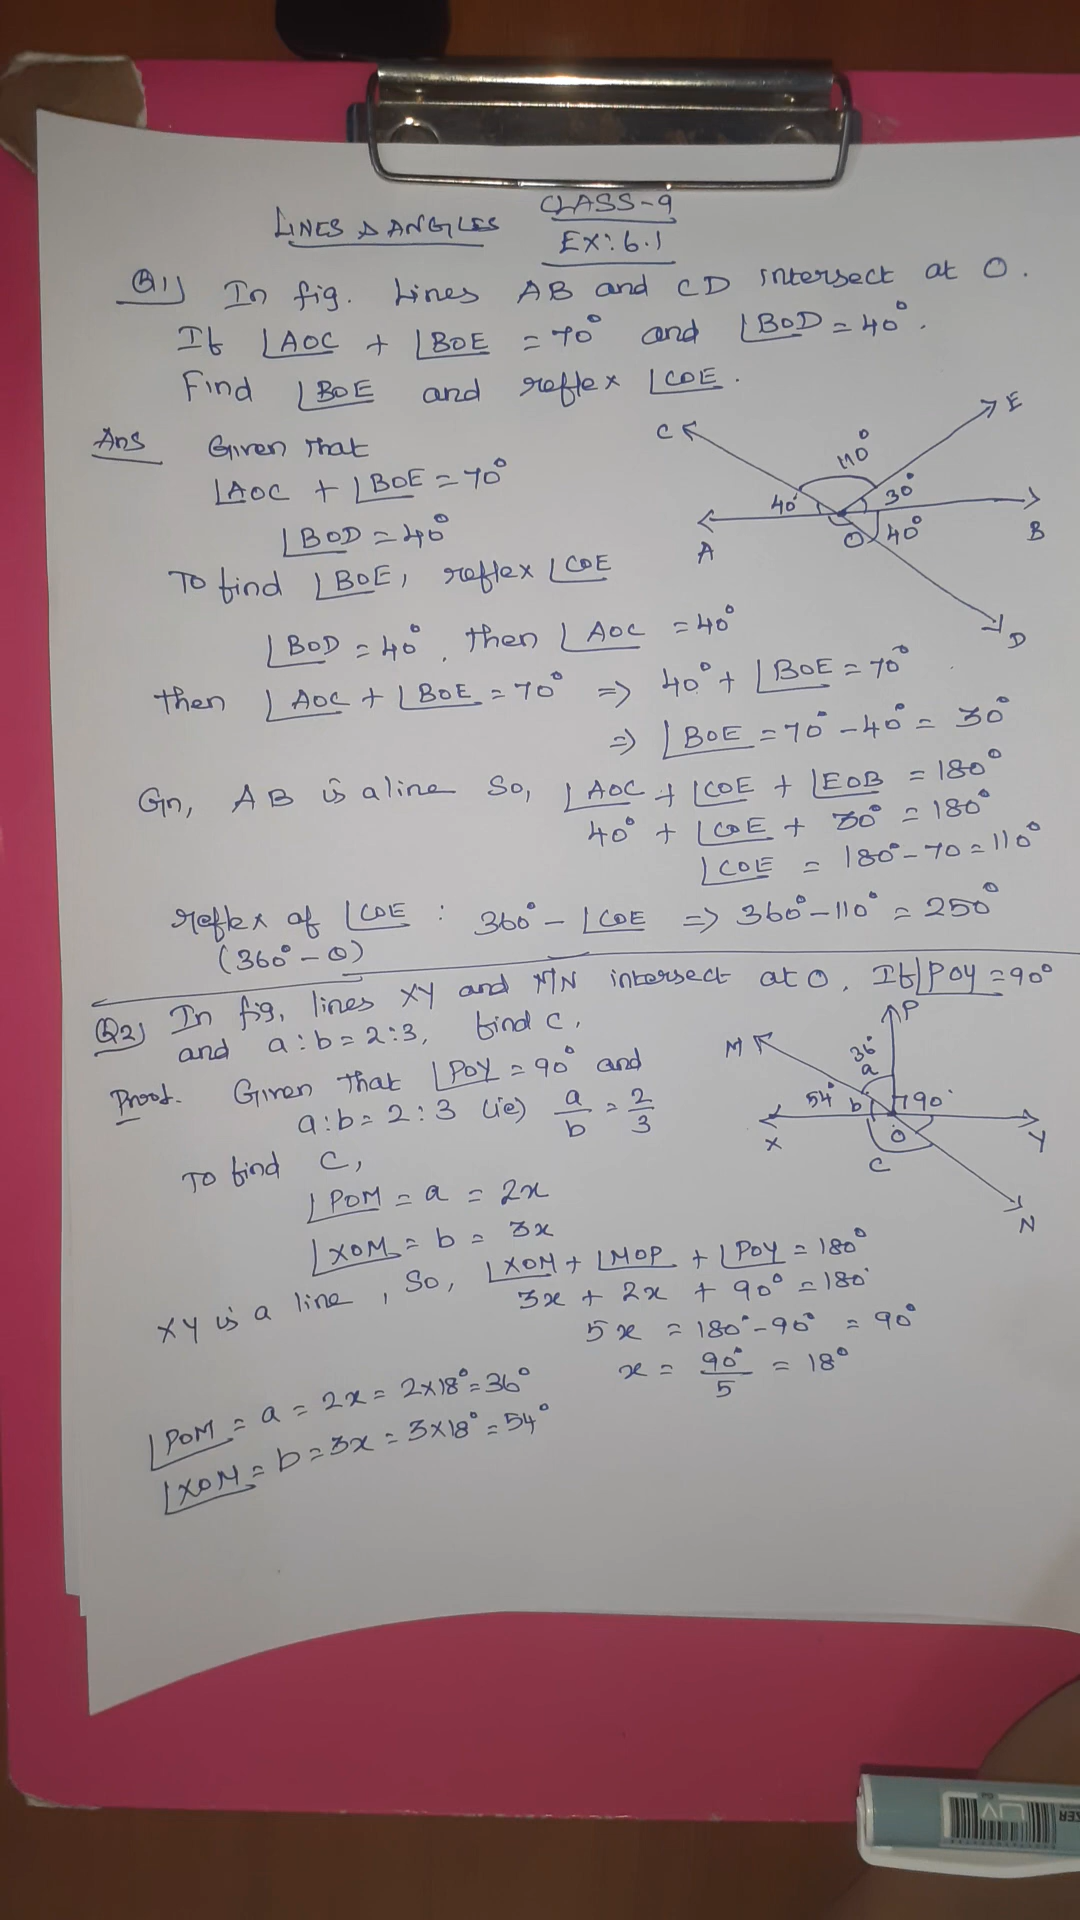 CLASS-9
LINES & ANGLES
EX: 6.1
Q1) In fig. Lines AB and CD intersect at O.
If ∠AOC + ∠BOE = 70° and ∠BOD = 40°.
Find ∠BOE and reflex ∠COE.
Ans Given that
∠AOC + ∠BOE = 70°
∠BOD = 40°
To find ∠BOE, reflex ∠COE
C
E
110°
40°
30°
A
O
40°
B
D
∠BOD = 40°, then ∠AOC = 40°
then ∠AOC + ∠BOE = 70° => 40° + ∠BOE = 70°
=> ∠BOE = 70° - 40° = 30°
Gn, AB is a line So, ∠AOC + ∠COE + ∠EOB = 180°
40° + ∠COE + 30° = 180°
∠COE = 180° - 70 = 110°
reflex of ∠COE : 360° - ∠COE => 360° - 110° = 250°
(360° - θ)
Q2) In fig, lines XY and MN intersect at O. If ∠POY = 90°
and a:b = 2:3, find c.
Proof. Given that ∠POY = 90° and
a:b = 2:3 (ie) a/b = 2/3
To find c,
P
M
36°
a
54°
b
90°
X
O
Y
c
N
∠POM = a = 2x
∠XOM = b = 3x
XY is a line, So, ∠XOM + ∠MOP + ∠POY = 180°
3x + 2x + 90° = 180°
5x = 180° - 90° = 90°
x = 90°/5 = 18°
∠POM = a = 2x = 2×18° = 36°
∠XOM = b = 3x = 3×18° = 54°